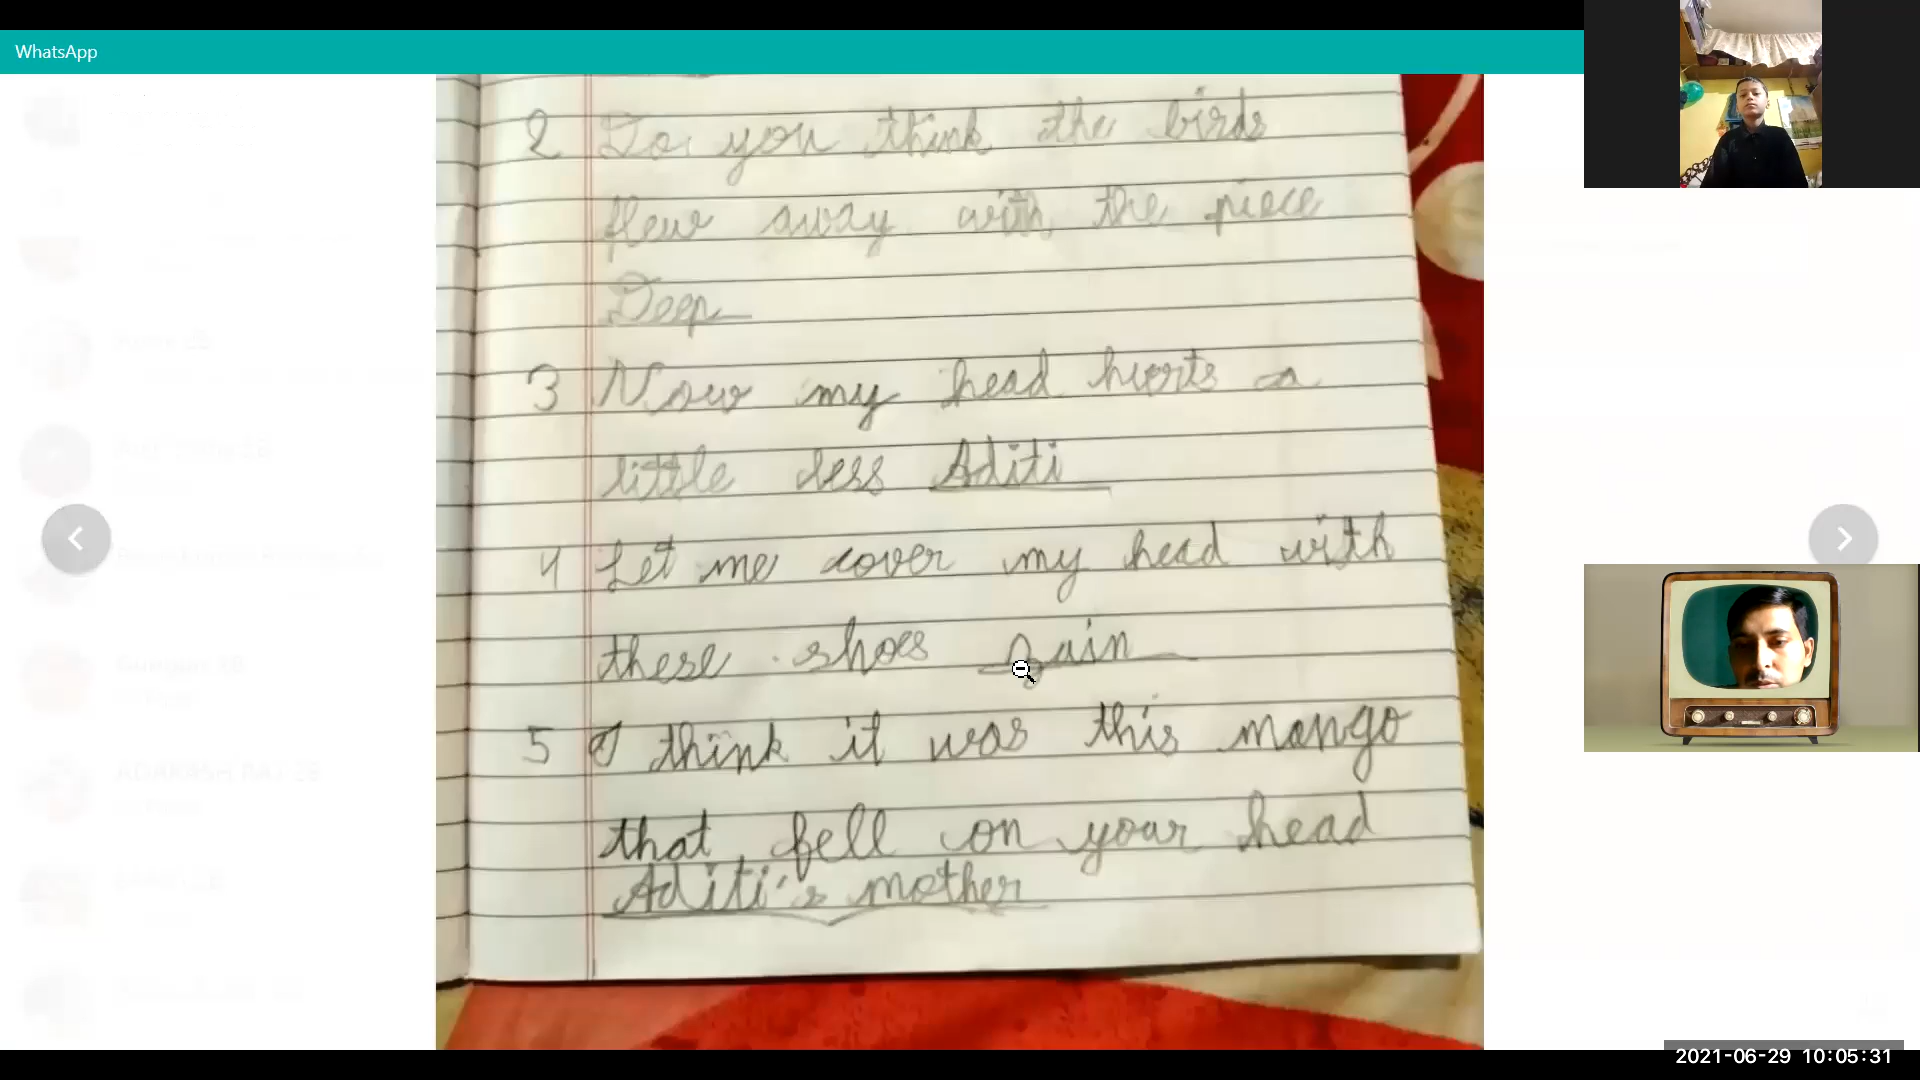 WhatsApp
2 Do you think the birds
flew away with the piece
Deep
3 Now my head hurts a
little less Aditi
4 Let me cover my head with
these shoes Gain
5 I think it was this mango
that fell on your head
Aditi's mother
2021-06-29 10:05:31